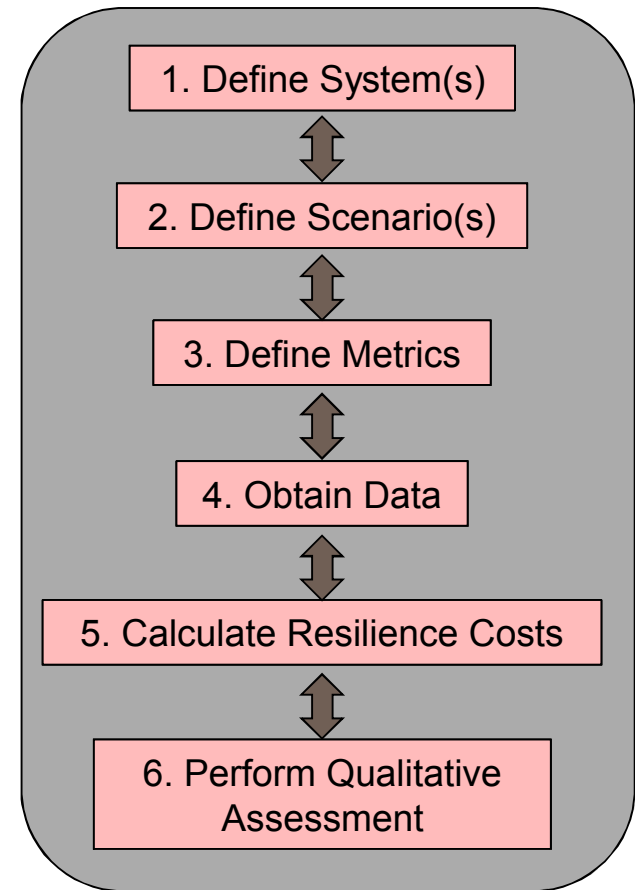 1. Define System(s)
2. Define Scenario(s)
3. Define Metrics
4. Obtain Data
5. Calculate Resilience Costs
6. Perform Qualitative
Assessment